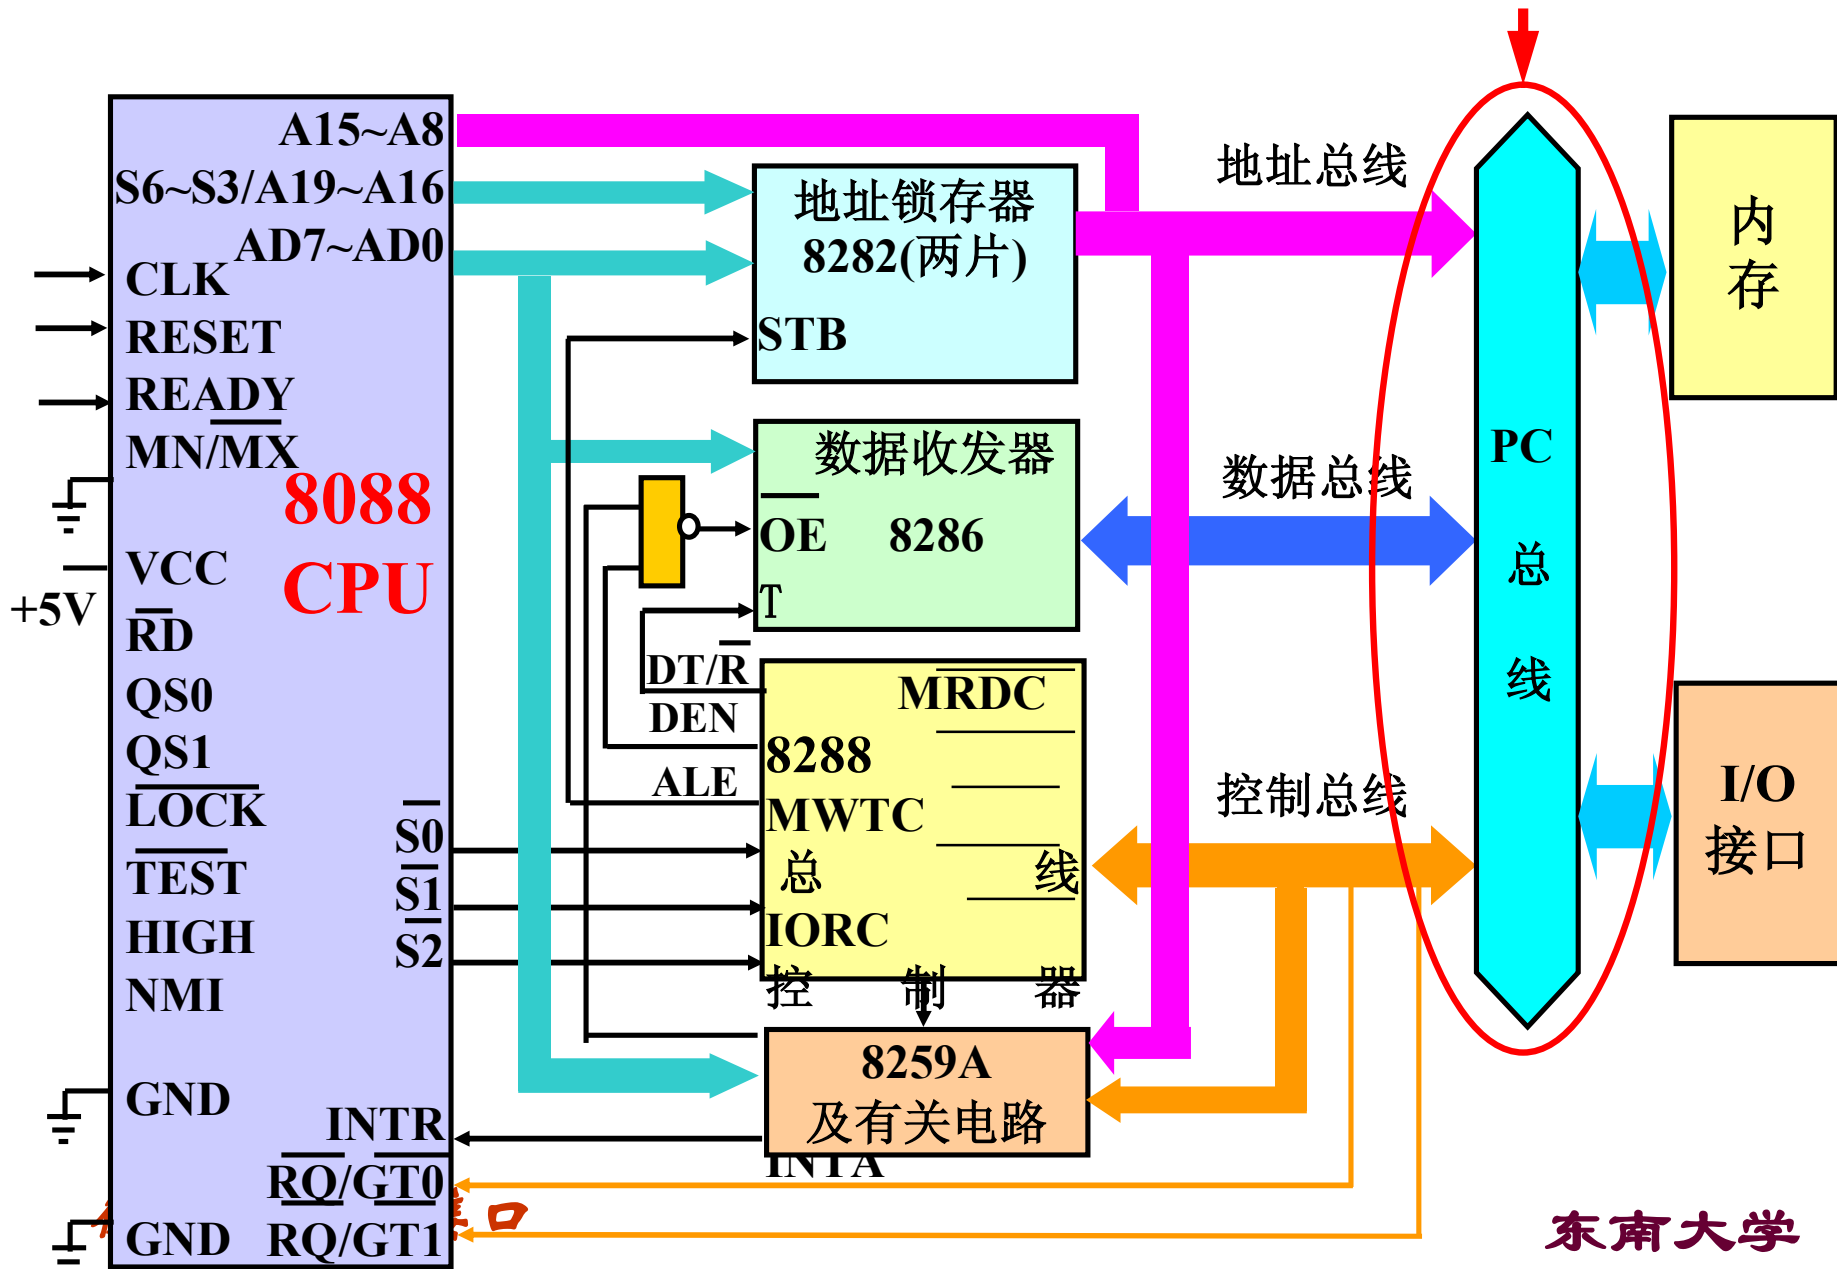 A15~A8
S6~S3/A19~A16
AD7~AD0
CLK
RESET
READY
MN/MX
8088
CPU
VCC
+5V
RD
QS0
QS1
LOCK
TEST
HIGH
NMI
S0
S1
S2
GND
INTR
RQ/GT0
GND
RQ/GT1
地址锁存器
8282(两片)
STB
数据收发器
OE
8286
T
DT/R
DEN
ALE
MRDC
8288
MWTC
总 线
IORC
控 制 器
8259A
及有关电路
INTA
地址总线
数据总线
控制总线
PC
总
线
内
存
I/O
接口
口
东南大学